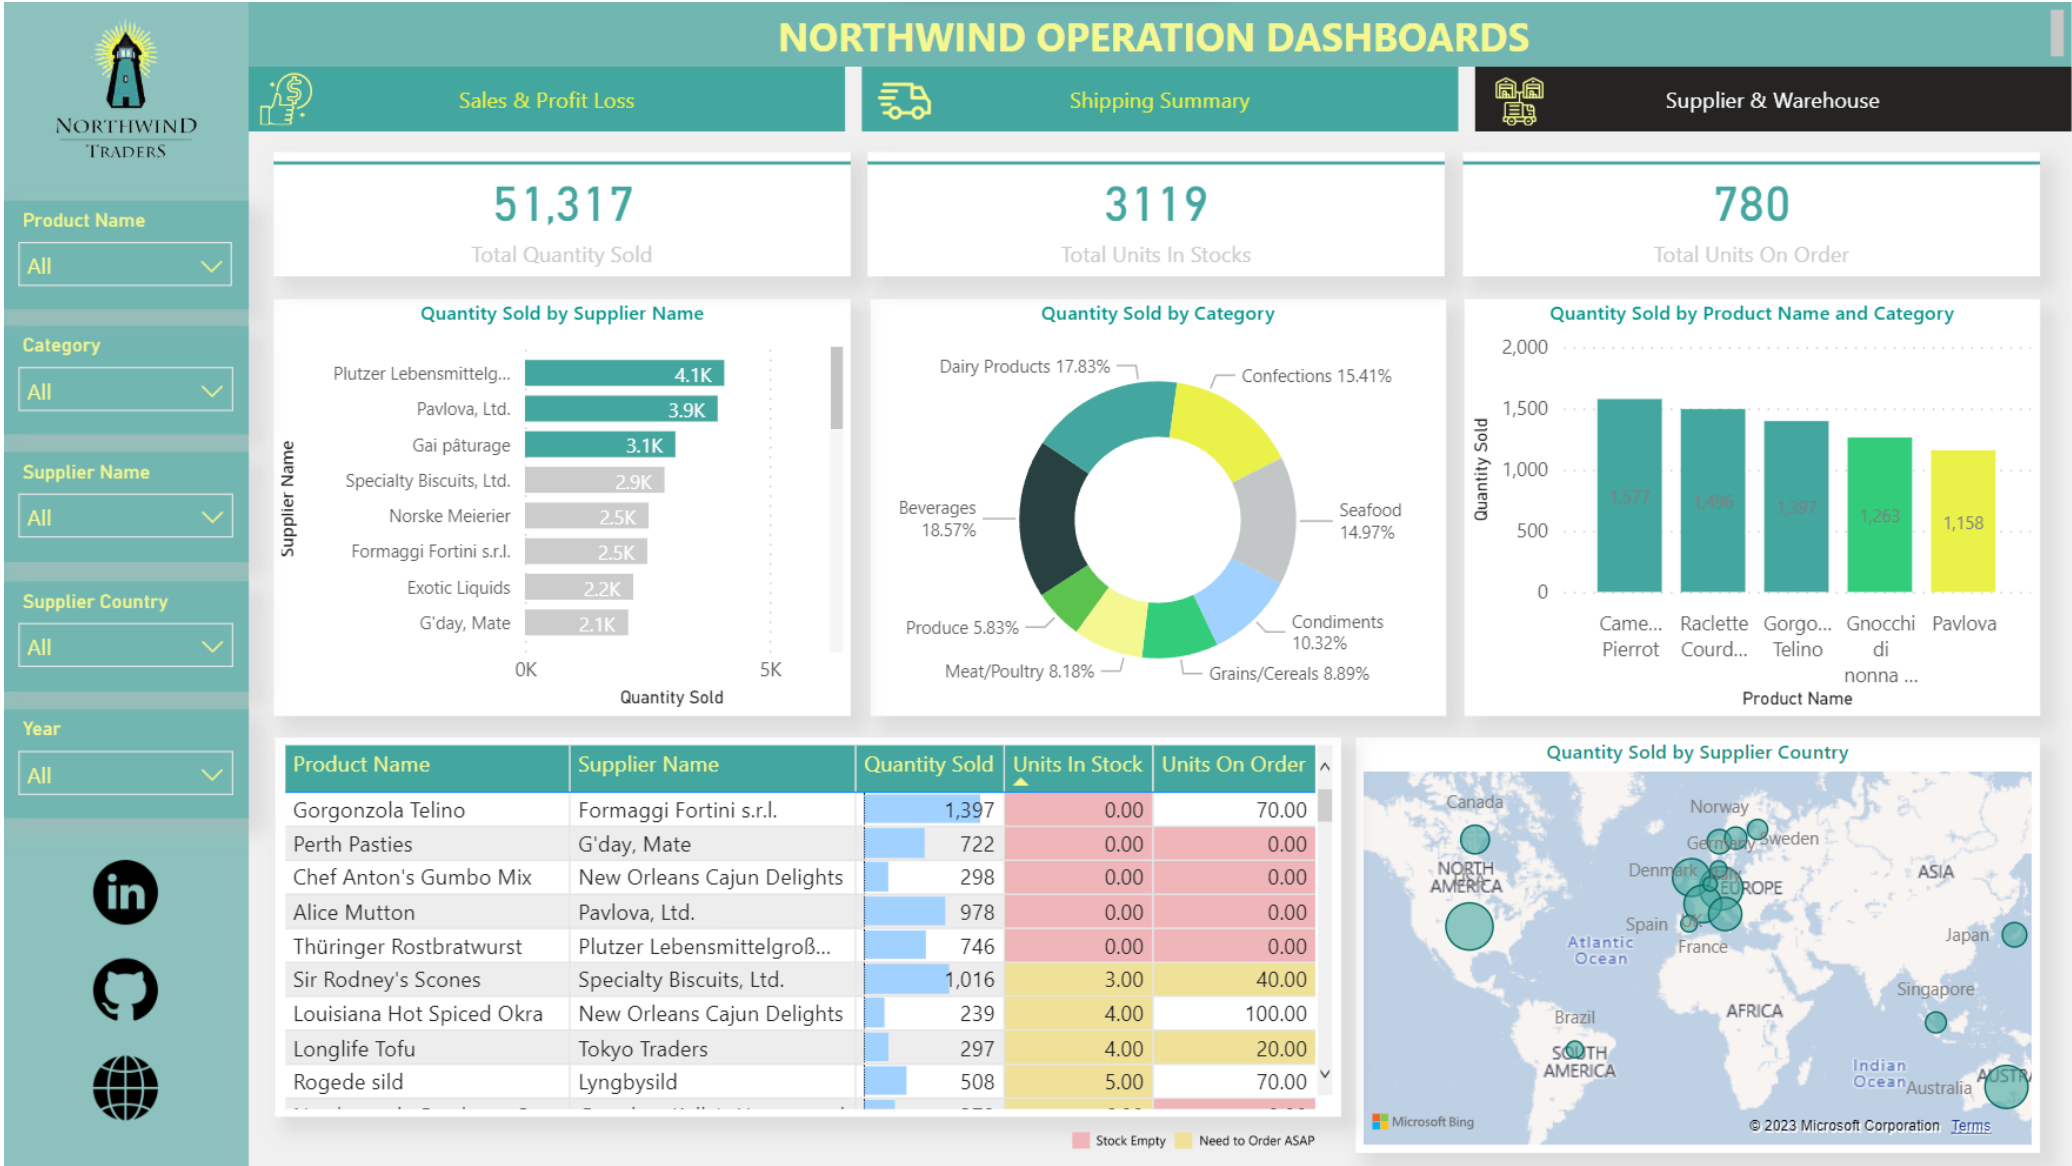 NORTHWIND OPERATION DASHBOARDS
NORTHWIND
TRADERS
Sales & Profit Loss
Shipping Summary
Supplier & Warehouse
Product Name
All
Category
All
Supplier Name
All
Supplier Country
All
Year
All
51,317
Total Quantity Sold
3119
Total Units In Stocks
780
Total Units On Order
Quantity Sold by Supplier Name
Supplier Name
Plutzer Lebensmittelg... 4.1K
Pavlova, Ltd. 3.9K
Gai pâturage 3.1K
Specialty Biscuits, Ltd. 2.9K
Norske Meierier 2.5K
Formaggi Fortini s.r.l. 2.5K
Exotic Liquids 2.2K
G'day, Mate 2.1K
0K 5K
Quantity Sold
Quantity Sold by Category
Dairy Products 17.83%
Confections 15.41%
Beverages
18.57%
Seafood
14.97%
Produce 5.83%
Condiments
10.32%
Meat/Poultry 8.18%
Grains/Cereals 8.89%
Quantity Sold by Product Name and Category
Quantity Sold
2,000
1,500
1,000
500
0
1,577 1,496 1,397 1,263 1,158
Came... Raclette Gorgo... Gnocchi Pavlova
Pierrot Courd... Telino di
nonna ...
Product Name
Product Name Supplier Name Quantity Sold Units In Stock Units On Order
Gorgonzola Telino Formaggi Fortini s.r.l. 1,397 0.00 70.00
Perth Pasties G'day, Mate 722 0.00 0.00
Chef Anton's Gumbo Mix New Orleans Cajun Delights 298 0.00 0.00
Alice Mutton Pavlova, Ltd. 978 0.00 0.00
Thüringer Rostbratwurst Plutzer Lebensmittelgroß... 746 0.00 0.00
Sir Rodney's Scones Specialty Biscuits, Ltd. 1,016 3.00 40.00
Louisiana Hot Spiced Okra New Orleans Cajun Delights 239 4.00 100.00
Longlife Tofu Tokyo Traders 297 4.00 20.00
Rogede sild Lyngbysild 508 5.00 70.00
Stock Empty Need to Order ASAP
Quantity Sold by Supplier Country
Canada
Norway
Germany
Sweden
NORTH
AMERICA
USA
Denmark
Italy
EUROPE
ASIA
Spain
UK
France
Atlantic
Ocean
Japan
Singapore
AFRICA
Brazil
SOUTH
AMERICA
Indian
Ocean
Australia
AUSTRA
Microsoft Bing
© 2023 Microsoft Corporation Terms